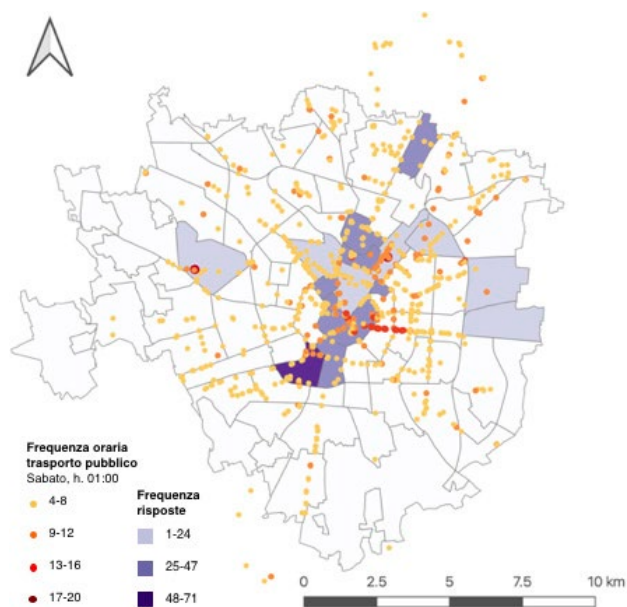 Frequenza oraria
trasporto pubblico
Sabato, h. 01:00
4-8
9-12
13-16
17-20
Frequenza
risposte
1-24
25-47
48-71
0 2.5 5 7.5 10 km